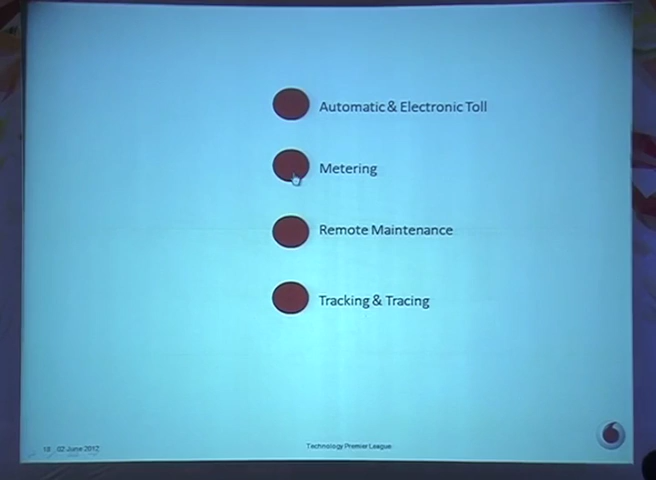 Automatic & Electronic Toll
Metering
Remote Maintenance
Tracking & Tracing
18 02 June 2012
Technology Premier League